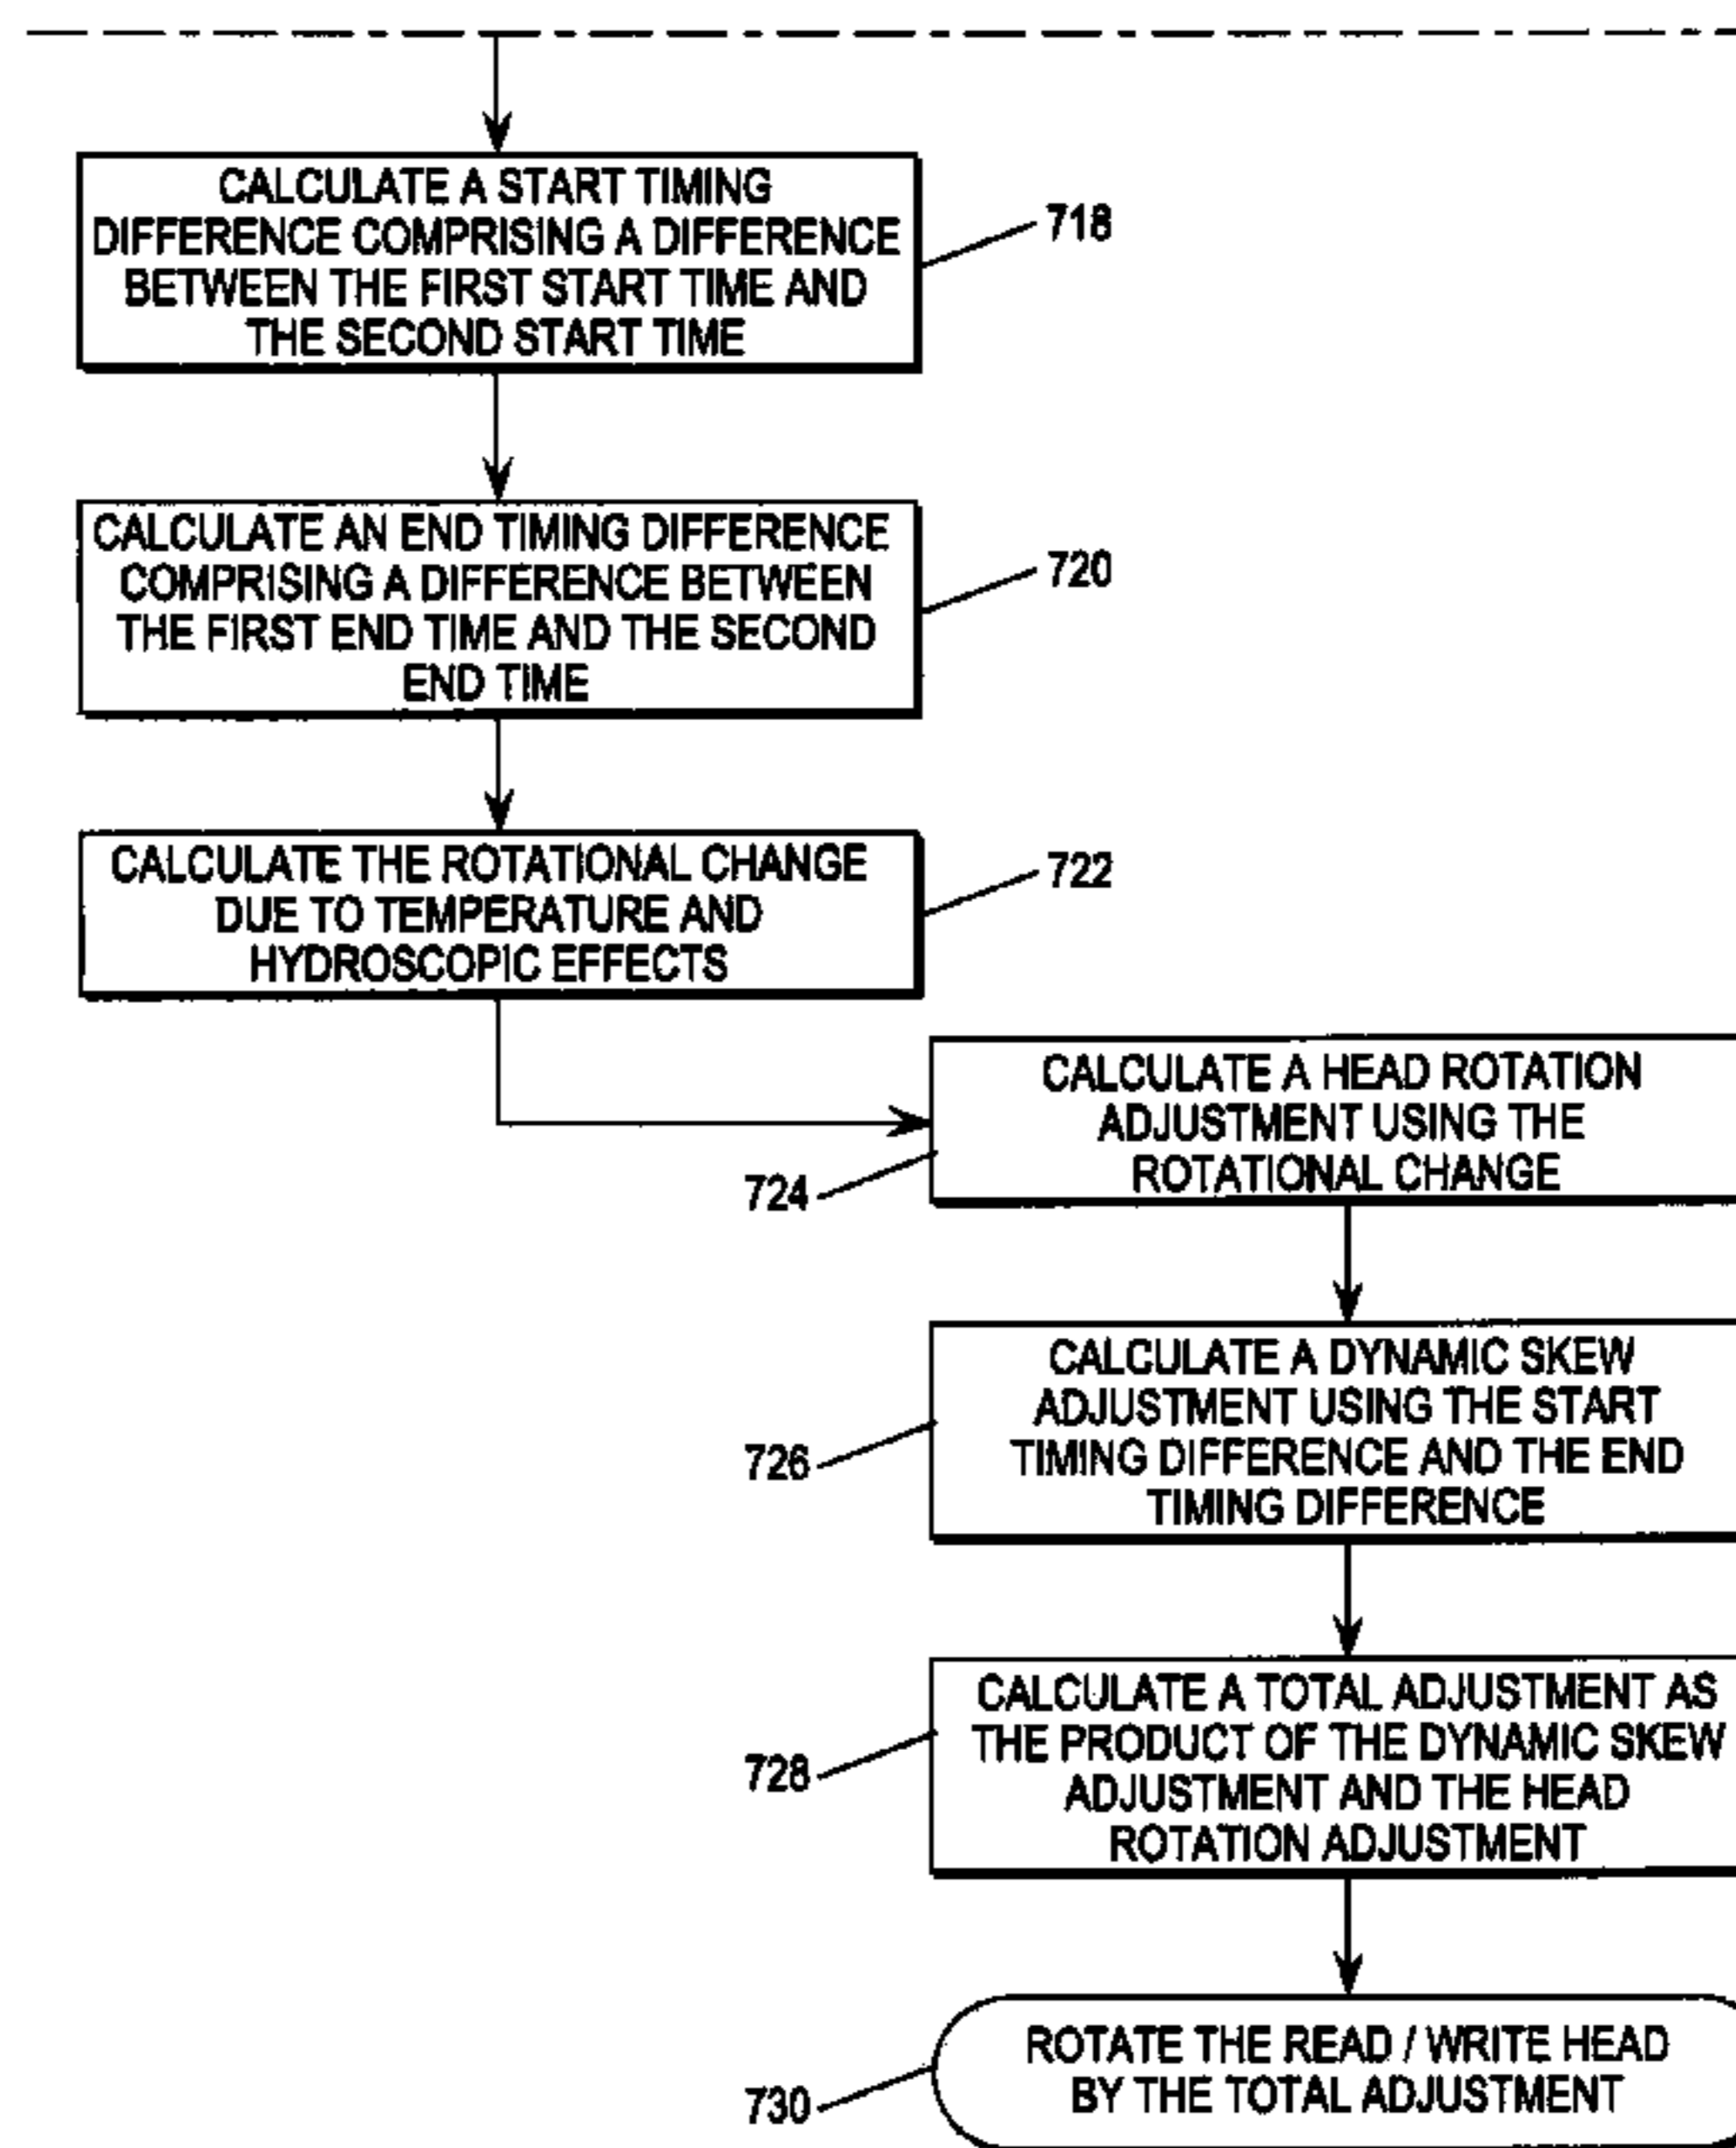 CALCULATE A START TIMING
DIFFERENCE COMPRISING A DIFFERENCE
BETWEEN THE FIRST START TIME AND
THE SECOND START TIME
718
CALCULATE AN END TIMING DIFFERENCE
COMPRISING A DIFFERENCE BETWEEN
THE FIRST END TIME AND THE SECOND
END TIME
720
CALCULATE THE ROTATIONAL CHANGE
DUE TO TEMPERATURE AND
HYDROSCOPIC EFFECTS
722
CALCULATE A HEAD ROTATION
ADJUSTMENT USING THE
ROTATIONAL CHANGE
724
CALCULATE A DYNAMIC SKEW
ADJUSTMENT USING THE START
TIMING DIFFERENCE AND THE END
TIMING DIFFERENCE
726
CALCULATE A TOTAL ADJUSTMENT AS
THE PRODUCT OF THE DYNAMIC SKEW
ADJUSTMENT AND THE HEAD
ROTATION ADJUSTMENT
728
ROTATE THE READ / WRITE HEAD
BY THE TOTAL ADJUSTMENT
730